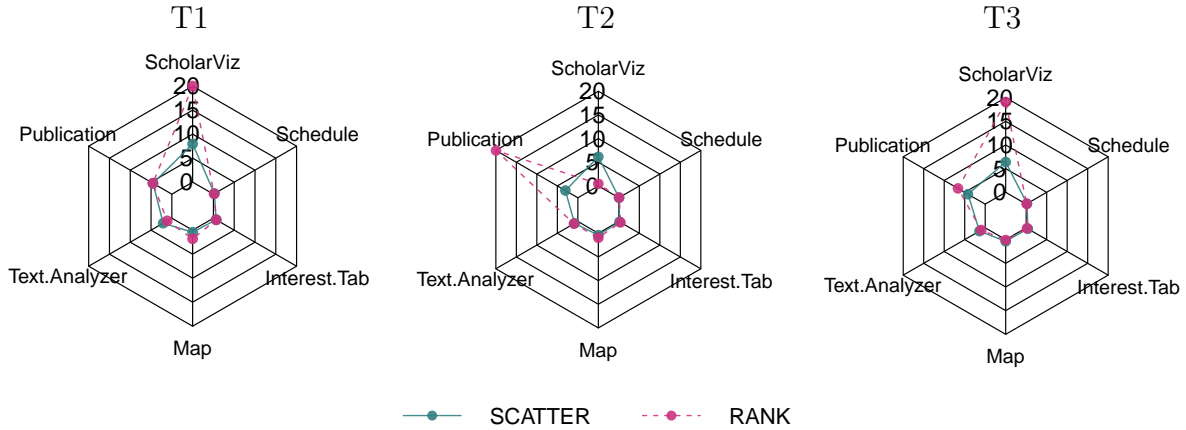 T1
T2
T3
ScholarViz
20
15
10
5
0
Publication
Schedule
Text.Analyzer
Interest.Tab
Map
ScholarViz
20
15
10
5
0
Publication
Schedule
Text.Analyzer
Interest.Tab
Map
ScholarViz
20
15
10
5
0
Publication
Schedule
Text.Analyzer
Interest.Tab
Map
SCATTER
RANK